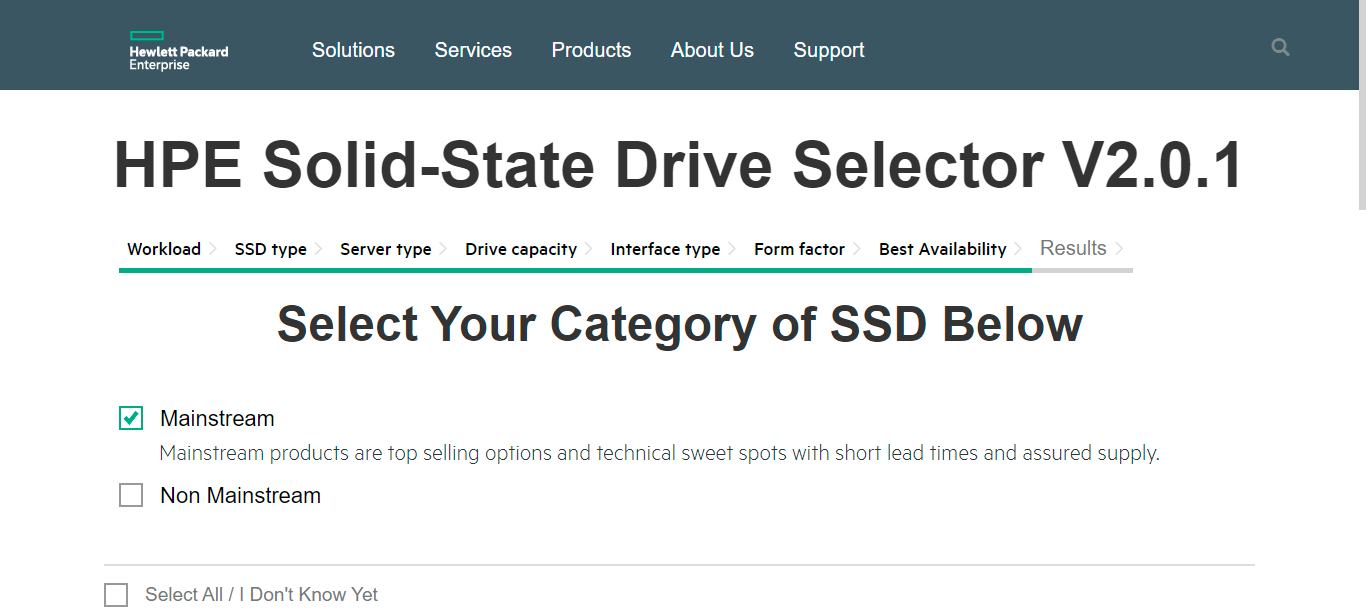 Hewlett Packard
Enterprise
Solutions Services Products About Us Support
HPE Solid-State Drive Selector V2.0.1
Workload SSD type Server type Drive capacity Interface type Form factor Best Availability Results
Select Your Category of SSD Below
Mainstream
Mainstream products are top selling options and technical sweet spots with short lead times and assured supply.
Non Mainstream
Select All / I Don't Know Yet